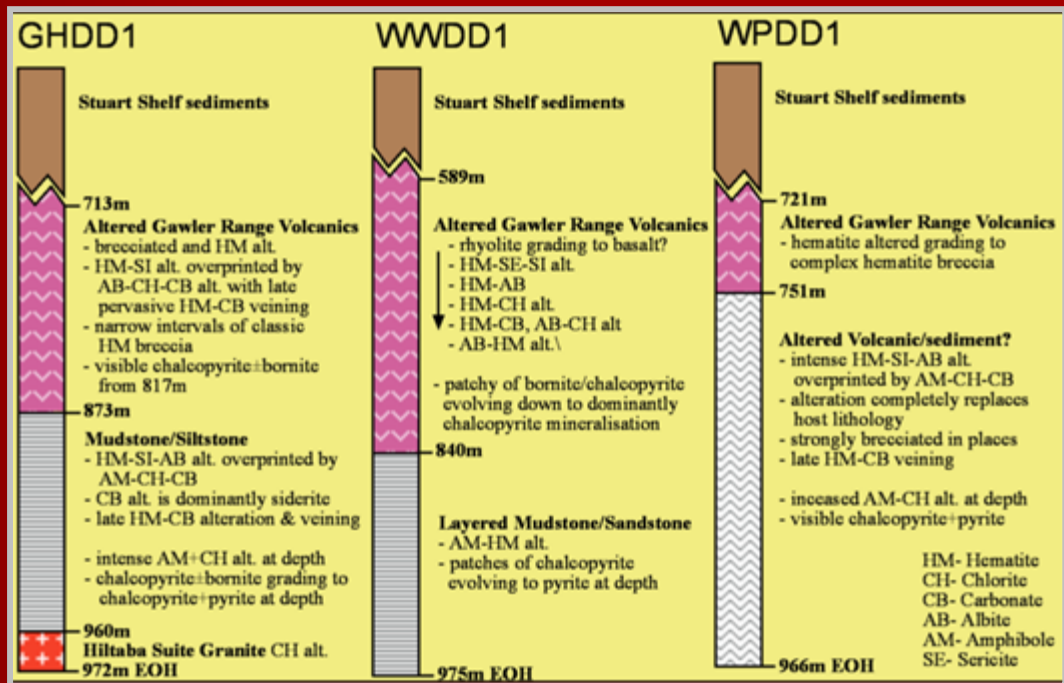 GHDD1
Stuart Shelf sediments
713m
Altered Gawler Range Volcanics
- brecciated and HM alt.
- HM-SI alt. overprinted by
AB-CH-CB alt. with late
pervasive HM-CB veining
- narrow intervals of classic
HM breccia
- visible chalcopyrite±bornite
from 817m
873m
Mudstone/Siltstone
- HM-SI-AB alt. overprinted by
AM-CH-CB
- CB alt. is dominantly siderite
- late HM-CB alteration & veining
- intense AM+CH alt. at depth
- chalcopyrite±bornite grading to
chalcopyrite+pyrite at depth
960m
Hiltaba Suite Granite CH alt.
972m EOH
WWDD1
Stuart Shelf sediments
589m
Altered Gawler Range Volcanics
- rhyolite grading to basalt?
- HM-SE-SI alt.
- HM-AB
- HM-CH alt.
- HM-CB, AB-CH alt
- AB-HM alt.\
- patchy of bornite/chalcopyrite
evolving down to dominantly
chalcopyrite mineralisation
840m
Layered Mudstone/Sandstone
- AM-HM alt.
- patches of chalcopyrite
evolving to pyrite at depth
975m EOH
WPDD1
Stuart Shelf sediments
721m
Altered Gawler Range Volcanics
- hematite altered grading to
complex hematite breccia
751m
Altered Volcanic/sediment?
- intense HM-SI-AB alt.
overprinted by AM-CH-CB
- alteration completely replaces
host lithology
- strongly brecciated in places
- late HM-CB veining
- inceased AM-CH alt. at depth
- visible chalcopyrite+pyrite
966m EOH
HM- Hematite
CH- Chlorite
CB- Carbonate
AB- Albite
AM- Amphibole
SE- Sericite